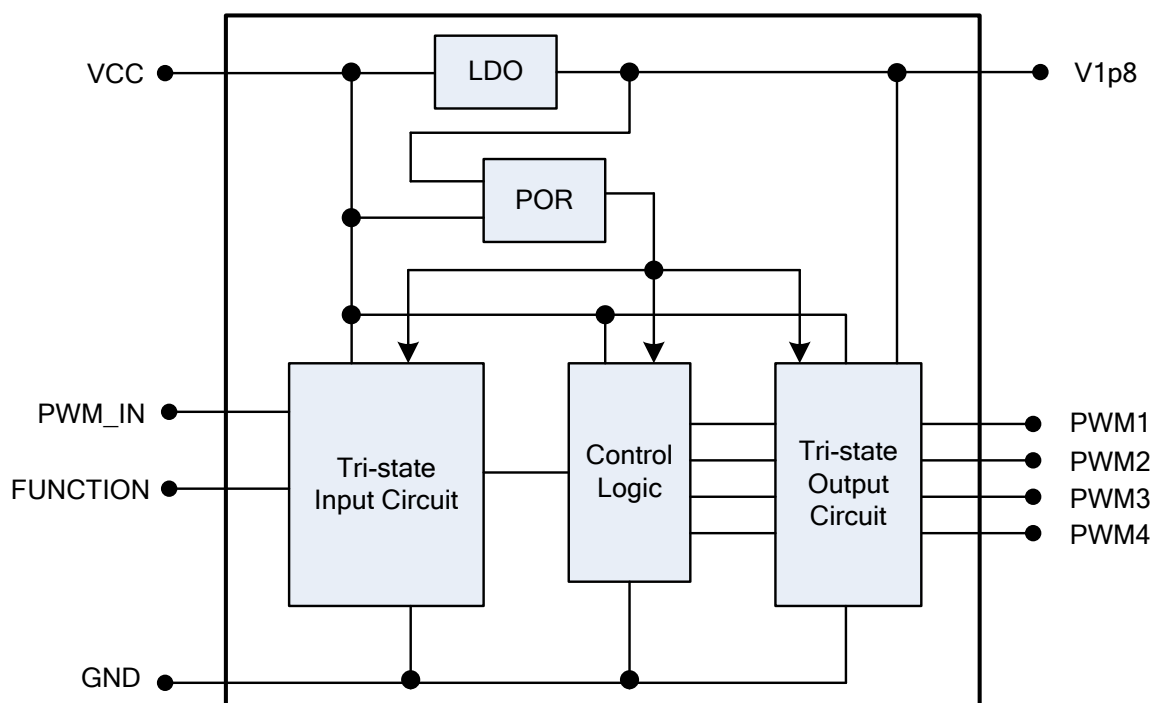 VCC
LDO
V1p8
POR
PWM_IN
FUNCTION
Tri-state
Input Circuit
Control
Logic
Tri-state
Output
Circuit
PWM1
PWM2
PWM3
PWM4
GND